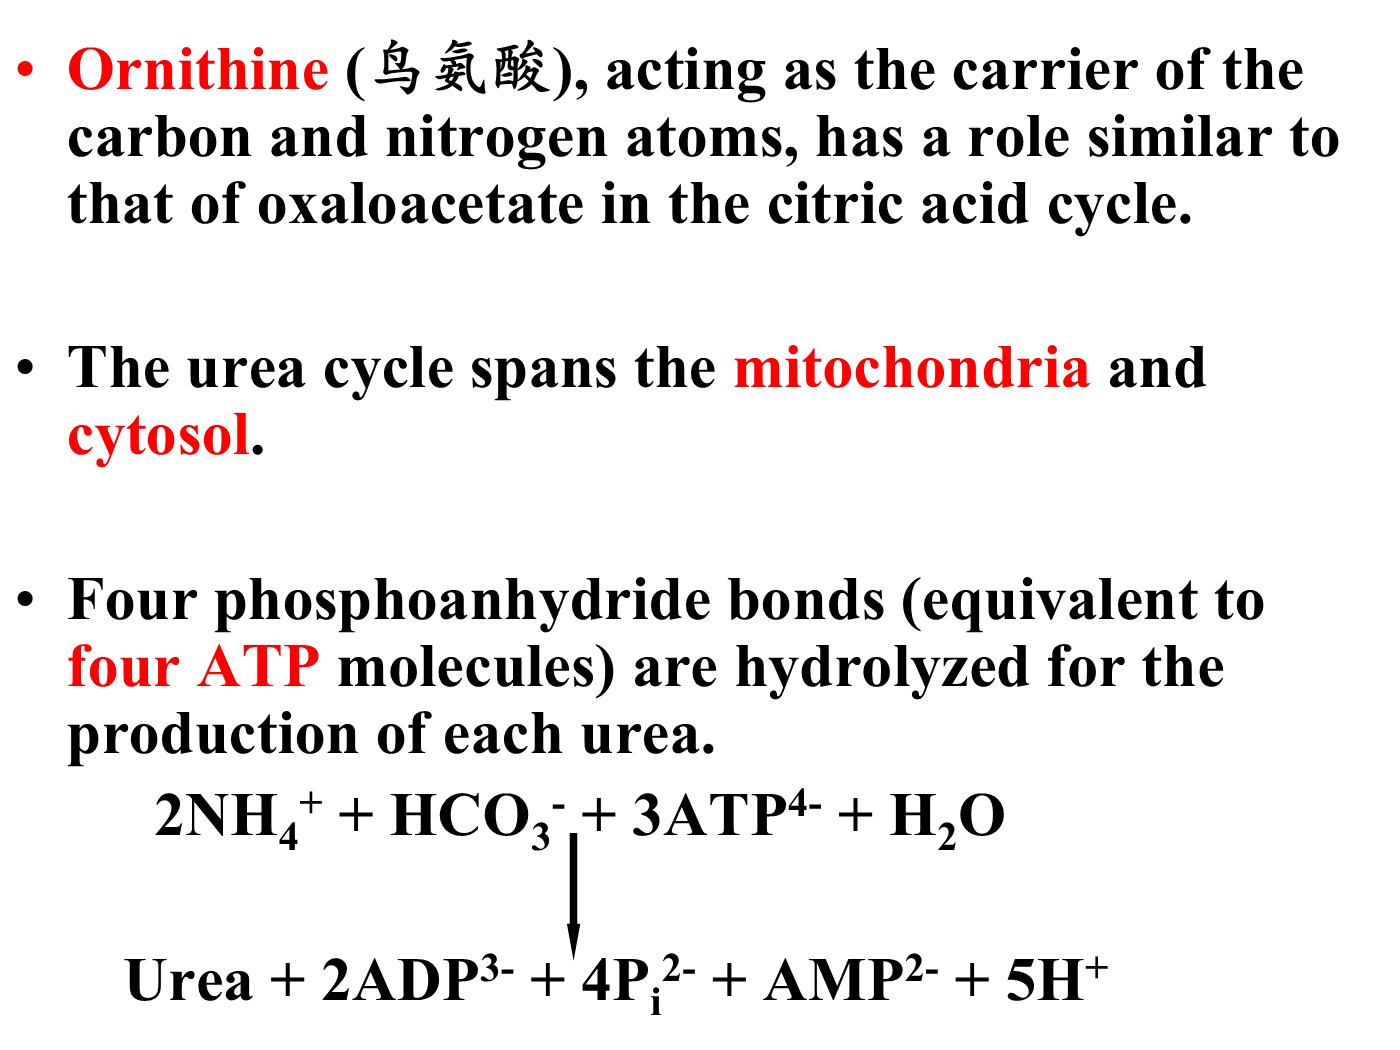 • Ornithine (鸟氨酸), acting as the carrier of the
carbon and nitrogen atoms, has a role similar to
that of oxaloacetate in the citric acid cycle.
• The urea cycle spans the mitochondria and
cytosol.
• Four phosphoanhydride bonds (equivalent to
four ATP molecules) are hydrolyzed for the
production of each urea.
2NH₄⁺ + HCO₃⁻ + 3ATP⁴⁻ + H₂O
Urea + 2ADP³⁻ + 4Pᵢ²⁻ + AMP²⁻ + 5H⁺